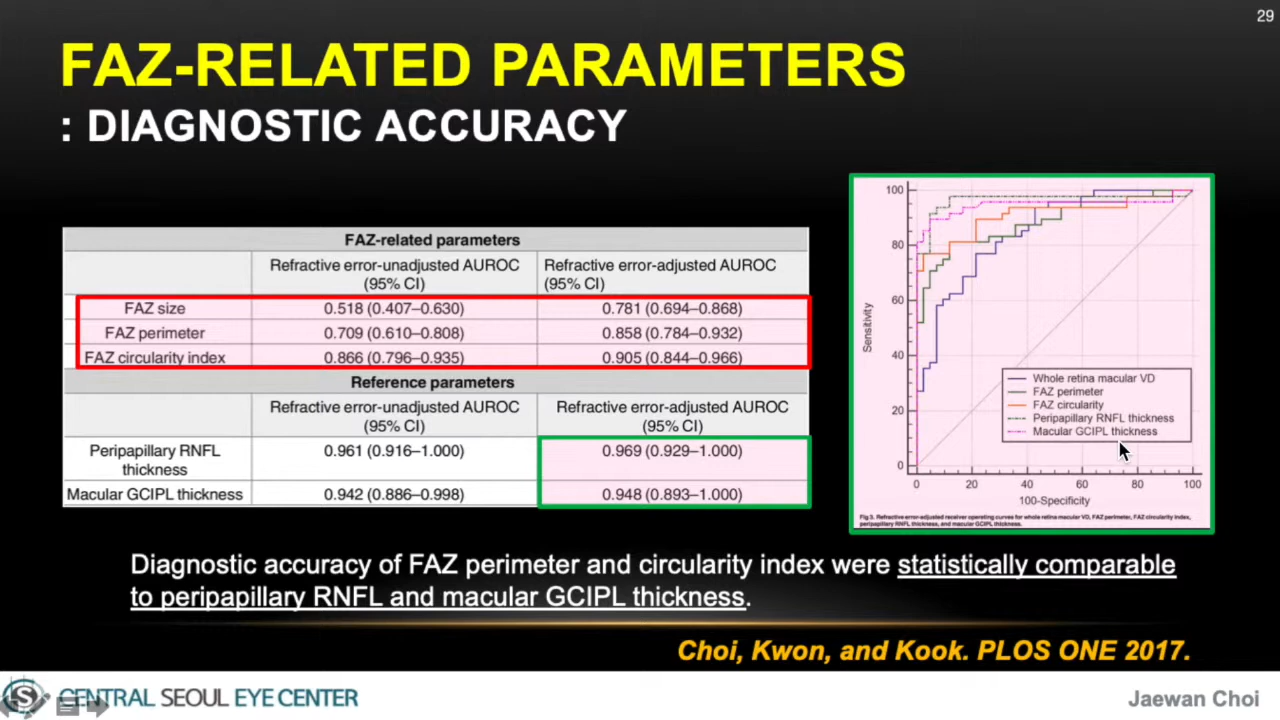 29
FAZ-RELATED PARAMETERS
: DIAGNOSTIC ACCURACY
FAZ-related parameters
Refractive error-unadjusted AUROC (95% CI) Refractive error-adjusted AUROC (95% CI)
FAZ size 0.518 (0.407–0.630) 0.781 (0.694–0.868)
FAZ perimeter 0.709 (0.610–0.808) 0.858 (0.784–0.932)
FAZ circularity index 0.866 (0.796–0.935) 0.905 (0.844–0.966)
Reference parameters
Refractive error-unadjusted AUROC (95% CI) Refractive error-adjusted AUROC (95% CI)
Peripapillary RNFL thickness 0.961 (0.916–1.000) 0.969 (0.929–1.000)
Macular GCIPL thickness 0.942 (0.886–0.998) 0.948 (0.893–1.000)
100
80
60
40
20
0
Sensitivity
Whole retina macular VD
FAZ perimeter
FAZ circularity
Peripapillary RNFL thickness
Macular GCIPL thickness
0 20 40 60 80 100
100-Specificity
Fig 3. Refractive error-adjusted receiver operating curves for whole retina macular VD, FAZ perimeter, FAZ circularity index,
peripapillary RNFL thickness, and macular GCIPL thickness.
Diagnostic accuracy of FAZ perimeter and circularity index were statistically comparable
to peripapillary RNFL and macular GCIPL thickness.
Choi, Kwon, and Kook. PLOS ONE 2017.
CENTRAL SEOUL EYE CENTER
Jaewan Choi